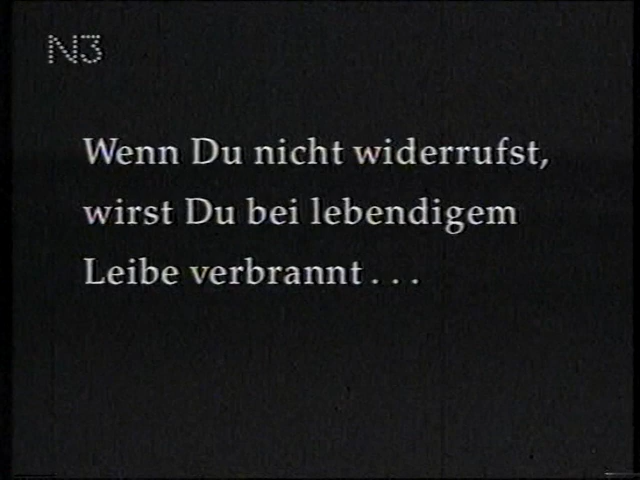 N3
Wenn Du nicht widerrufst,
wirst Du bei lebendigem
Leibe verbrannt . . .